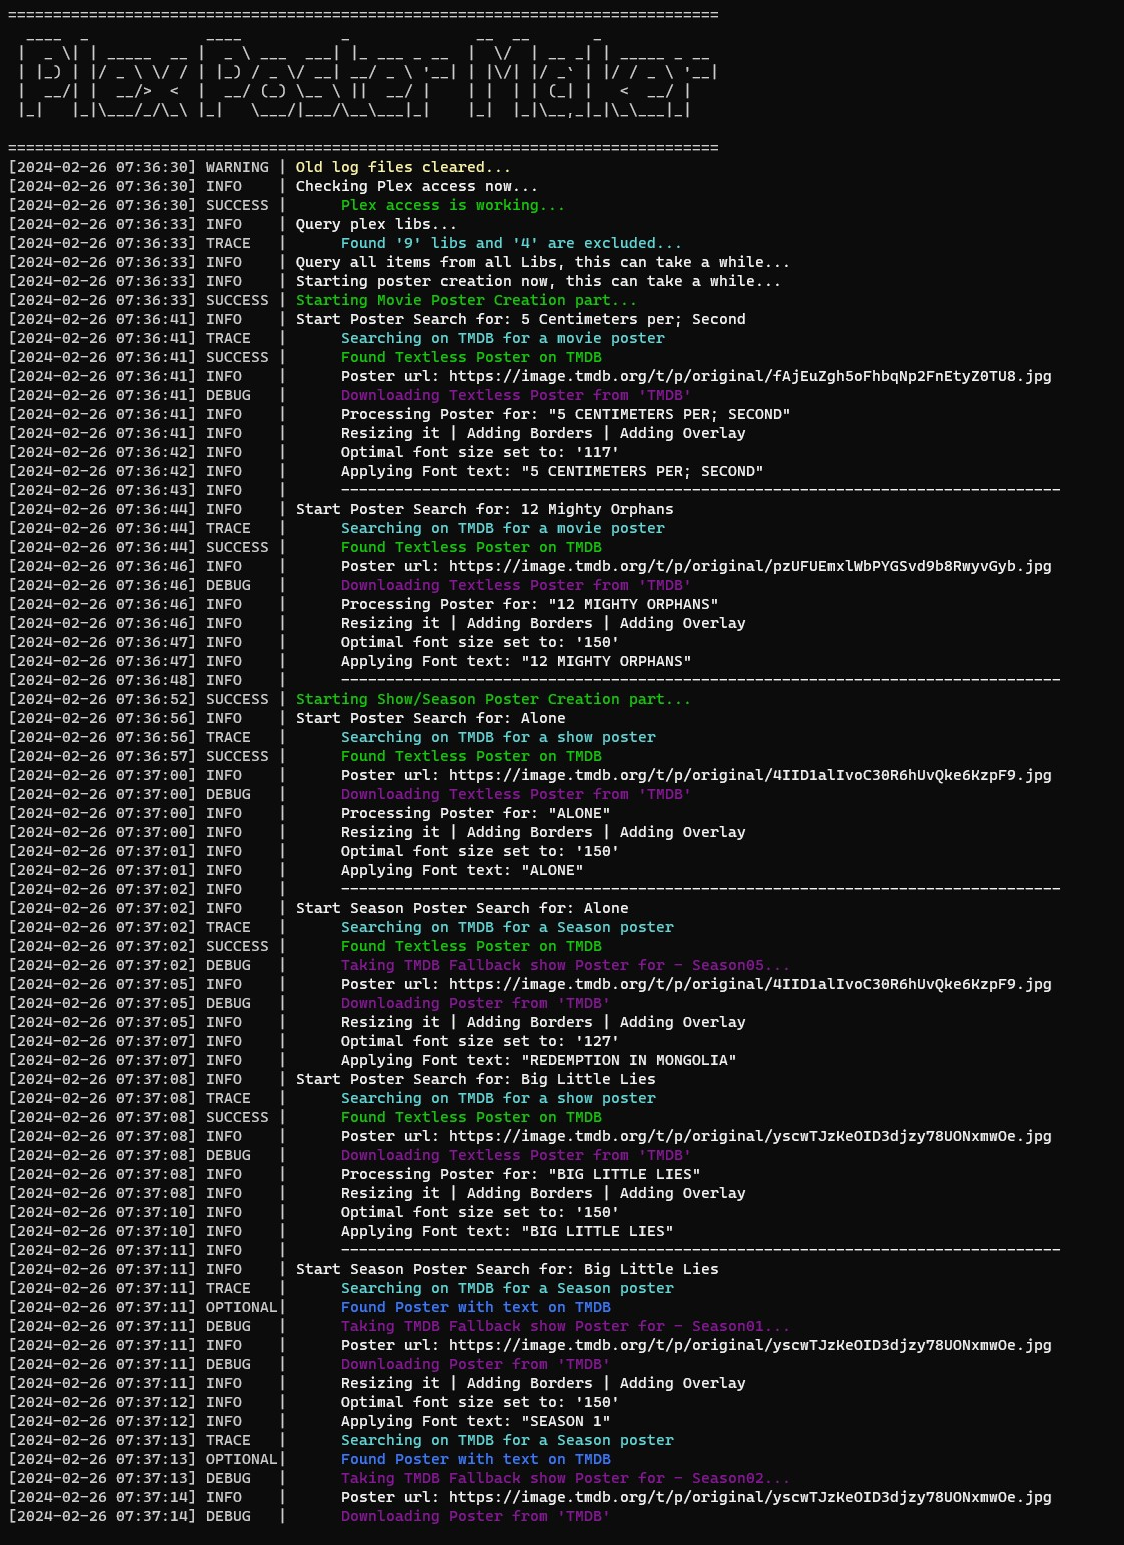 ===============================================================================
  ____  _             ____           _              __  __       _
 |  _ \| | _____  __ |  _ \ ___  ___| |_ ___ _ __  |  \/  | __ _| | _____ _ __
 | |_) | |/ _ \ \/ / | |_) / _ \/ __| __/ _ \ '__| | |\/| |/ _` | |/ / _ \ '__|
 |  __/| |  __/>  <  |  __/ (_) \__ \ ||  __/ |    | |  | | (_| |   <  __/ |
 |_|   |_|\___/_/\_\ |_|   \___/|___/\__\___|_|    |_|  |_|\__,_|_|\_\___|_|
===============================================================================
[2024-02-26 07:36:30] WARNING | Old log files cleared...
[2024-02-26 07:36:30] INFO    | Checking Plex access now...
[2024-02-26 07:36:30] SUCCESS |      Plex access is working...
[2024-02-26 07:36:33] INFO    | Query plex libs...
[2024-02-26 07:36:33] TRACE   |      Found '9' libs and '4' are excluded...
[2024-02-26 07:36:33] INFO    | Query all items from all Libs, this can take a while...
[2024-02-26 07:36:33] INFO    | Starting poster creation now, this can take a while...
[2024-02-26 07:36:33] SUCCESS | Starting Movie Poster Creation part...
[2024-02-26 07:36:41] INFO    | Start Poster Search for: 5 Centimeters per; Second
[2024-02-26 07:36:41] TRACE   |      Searching on TMDB for a movie poster
[2024-02-26 07:36:41] SUCCESS |      Found Textless Poster on TMDB
[2024-02-26 07:36:41] INFO    |      Poster url: https://image.tmdb.org/t/p/original/fAjEuZgh5oFhbqNp2FnEtyZ0TU8.jpg
[2024-02-26 07:36:41] DEBUG   |      Downloading Textless Poster from 'TMDB'
[2024-02-26 07:36:41] INFO    |      Processing Poster for: "5 CENTIMETERS PER; SECOND"
[2024-02-26 07:36:41] INFO    |      Resizing it | Adding Borders | Adding Overlay
[2024-02-26 07:36:42] INFO    |      Optimal font size set to: '117'
[2024-02-26 07:36:42] INFO    |      Applying Font text: "5 CENTIMETERS PER; SECOND"
[2024-02-26 07:36:43] INFO    |      --------------------------------------------------------------------------------
[2024-02-26 07:36:44] INFO    | Start Poster Search for: 12 Mighty Orphans
[2024-02-26 07:36:44] TRACE   |      Searching on TMDB for a movie poster
[2024-02-26 07:36:44] SUCCESS |      Found Textless Poster on TMDB
[2024-02-26 07:36:46] INFO    |      Poster url: https://image.tmdb.org/t/p/original/pzUFUEmxlWbPYGSvd9b8RwyvGyb.jpg
[2024-02-26 07:36:46] DEBUG   |      Downloading Textless Poster from 'TMDB'
[2024-02-26 07:36:46] INFO    |      Processing Poster for: "12 MIGHTY ORPHANS"
[2024-02-26 07:36:46] INFO    |      Resizing it | Adding Borders | Adding Overlay
[2024-02-26 07:36:47] INFO    |      Optimal font size set to: '150'
[2024-02-26 07:36:47] INFO    |      Applying Font text: "12 MIGHTY ORPHANS"
[2024-02-26 07:36:48] INFO    |      --------------------------------------------------------------------------------
[2024-02-26 07:36:52] SUCCESS | Starting Show/Season Poster Creation part...
[2024-02-26 07:36:56] INFO    | Start Poster Search for: Alone
[2024-02-26 07:36:56] TRACE   |      Searching on TMDB for a show poster
[2024-02-26 07:36:57] SUCCESS |      Found Textless Poster on TMDB
[2024-02-26 07:37:00] INFO    |      Poster url: https://image.tmdb.org/t/p/original/4IID1alIvoC30R6hUvQke6KzpF9.jpg
[2024-02-26 07:37:00] DEBUG   |      Downloading Textless Poster from 'TMDB'
[2024-02-26 07:37:00] INFO    |      Processing Poster for: "ALONE"
[2024-02-26 07:37:00] INFO    |      Resizing it | Adding Borders | Adding Overlay
[2024-02-26 07:37:01] INFO    |      Optimal font size set to: '150'
[2024-02-26 07:37:01] INFO    |      Applying Font text: "ALONE"
[2024-02-26 07:37:02] INFO    |      --------------------------------------------------------------------------------
[2024-02-26 07:37:02] INFO    | Start Season Poster Search for: Alone
[2024-02-26 07:37:02] TRACE   |      Searching on TMDB for a Season poster
[2024-02-26 07:37:02] SUCCESS |      Found Textless Poster on TMDB
[2024-02-26 07:37:02] DEBUG   |      Taking TMDB Fallback show Poster for - Season05...
[2024-02-26 07:37:05] INFO    |      Poster url: https://image.tmdb.org/t/p/original/4IID1alIvoC30R6hUvQke6KzpF9.jpg
[2024-02-26 07:37:05] DEBUG   |      Downloading Poster from 'TMDB'
[2024-02-26 07:37:05] INFO    |      Resizing it | Adding Borders | Adding Overlay
[2024-02-26 07:37:07] INFO    |      Optimal font size set to: '127'
[2024-02-26 07:37:07] INFO    |      Applying Font text: "REDEMPTION IN MONGOLIA"
[2024-02-26 07:37:08] INFO    | Start Poster Search for: Big Little Lies
[2024-02-26 07:37:08] TRACE   |      Searching on TMDB for a show poster
[2024-02-26 07:37:08] SUCCESS |      Found Textless Poster on TMDB
[2024-02-26 07:37:08] INFO    |      Poster url: https://image.tmdb.org/t/p/original/yscwTJzKeOID3djzy78UONxmwOe.jpg
[2024-02-26 07:37:08] DEBUG   |      Downloading Textless Poster from 'TMDB'
[2024-02-26 07:37:08] INFO    |      Processing Poster for: "BIG LITTLE LIES"
[2024-02-26 07:37:08] INFO    |      Resizing it | Adding Borders | Adding Overlay
[2024-02-26 07:37:10] INFO    |      Optimal font size set to: '150'
[2024-02-26 07:37:10] INFO    |      Applying Font text: "BIG LITTLE LIES"
[2024-02-26 07:37:11] INFO    |      --------------------------------------------------------------------------------
[2024-02-26 07:37:11] INFO    | Start Season Poster Search for: Big Little Lies
[2024-02-26 07:37:11] TRACE   |      Searching on TMDB for a Season poster
[2024-02-26 07:37:11] OPTIONAL|      Found Poster with text on TMDB
[2024-02-26 07:37:11] DEBUG   |      Taking TMDB Fallback show Poster for - Season01...
[2024-02-26 07:37:11] INFO    |      Poster url: https://image.tmdb.org/t/p/original/yscwTJzKeOID3djzy78UONxmwOe.jpg
[2024-02-26 07:37:11] DEBUG   |      Downloading Poster from 'TMDB'
[2024-02-26 07:37:11] INFO    |      Resizing it | Adding Borders | Adding Overlay
[2024-02-26 07:37:12] INFO    |      Optimal font size set to: '150'
[2024-02-26 07:37:12] INFO    |      Applying Font text: "SEASON 1"
[2024-02-26 07:37:13] TRACE   |      Searching on TMDB for a Season poster
[2024-02-26 07:37:13] OPTIONAL|      Found Poster with text on TMDB
[2024-02-26 07:37:13] DEBUG   |      Taking TMDB Fallback show Poster for - Season02...
[2024-02-26 07:37:14] INFO    |      Poster url: https://image.tmdb.org/t/p/original/yscwTJzKeOID3djzy78UONxmwOe.jpg
[2024-02-26 07:37:14] DEBUG   |      Downloading Poster from 'TMDB'